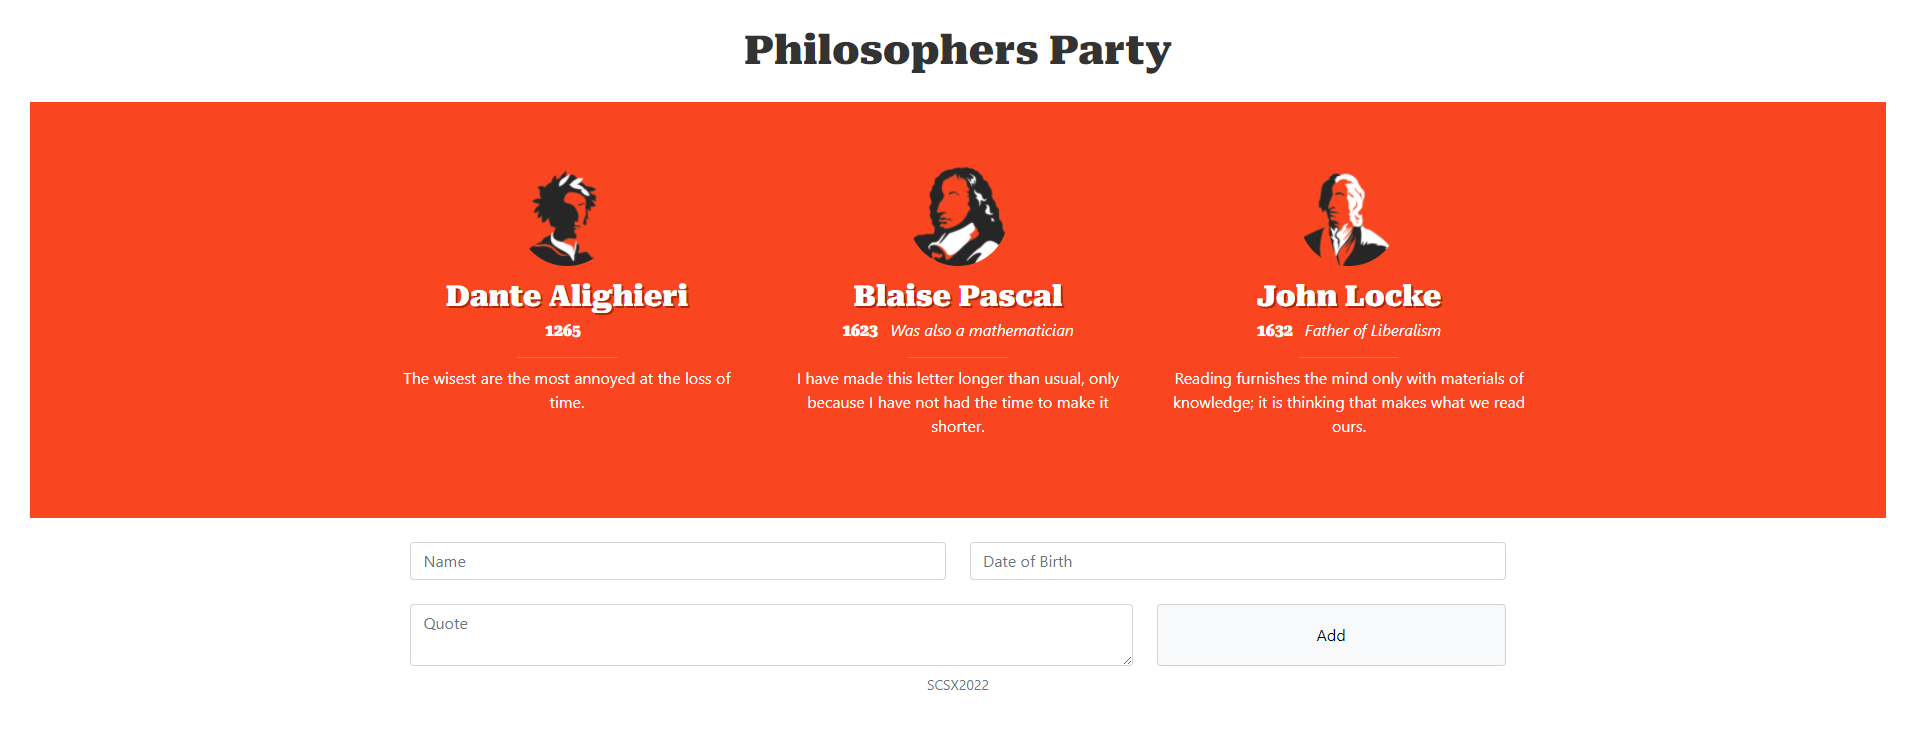 Philosophers Party
Dante Alighieri
1265
The wisest are the most annoyed at the loss of
time.
Blaise Pascal
1623 Was also a mathematician
I have made this letter longer than usual, only
because I have not had the time to make it
shorter.
John Locke
1632 Father of Liberalism
Reading furnishes the mind only with materials of
knowledge; it is thinking that makes what we read
ours.
Name
Date of Birth
Quote
Add
SCSX2022